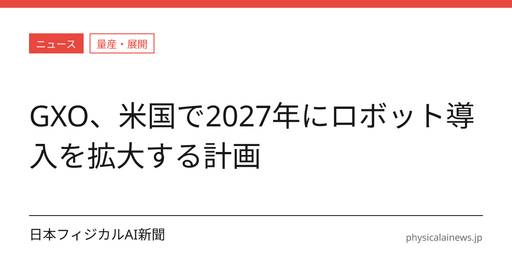 ニュース 量産・展開
GXO、米国で2027年にロボット導
入を拡大する計画
日本フィジカルAI新聞 physicalainews.jp